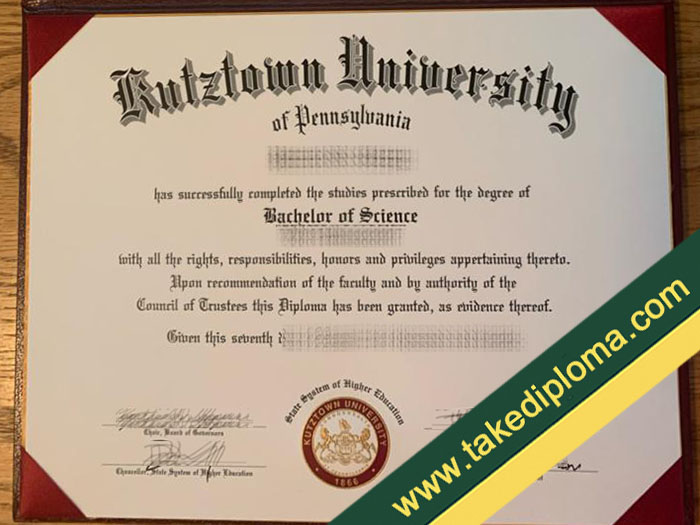 Kutztown University
of Pennsylvania
has successfully completed the studies prescribed for the degree of
Bachelor of Science
with all the rights, responsibilities, honors and privileges appertaining thereto.
Upon recommendation of the faculty and by authority of the
Council of Trustees this Diploma has been granted, as evidence thereof.
Given this seventh
State System of Higher Education
KUTZTOWN UNIVERSITY
1866
Chair, Board of Governors
Chancellor, State System of Higher Education
www.takediploma.com